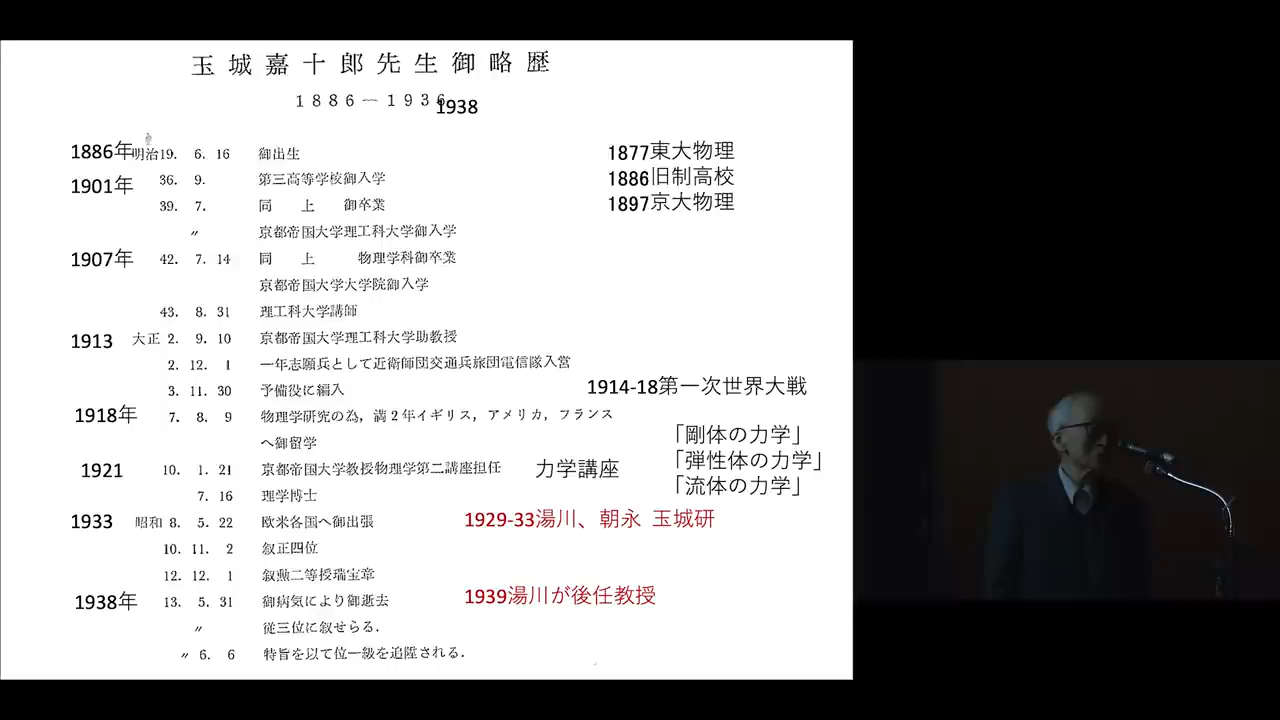 玉城嘉十郎先生御略歴
1886—1936
1938
1886年 明治19. 6. 16 御出生 1877東大物理
1901年 36. 9. 第三高等学校御入学 1886旧制高校
39. 7. 同 上 御卒業 1897京大物理
〃 京都帝国大学理工科大学御入学
1907年 42. 7. 14 同 上 物理学科御卒業
京都帝国大学大学院御入学
43. 8. 31 理工科大学講師
1913 大正 2. 9. 10 京都帝国大学理工科大学助教授
2. 12. 1 一年志願兵として近衛師団交通兵旅団電信隊入営
3. 11. 30 予備役に編入 1914-18第一次世界大戦
1918年 7. 8. 9 物理学研究の為，満2年イギリス，アメリカ，フランス
へ御留学 「剛体の力学」
1921 10. 1. 21 京都帝国大学教授物理学第二講座担任 力学講座 「弾性体の力学」
7. 16 理学博士 「流体の力学」
1933 昭和 8. 5. 22 欧米各国へ御出張 1929-33湯川、朝永 玉城研
10. 11. 2 叙正四位
12. 12. 1 叙勲二等授瑞宝章
1938年 13. 5. 31 御病気により御逝去 1939湯川が後任教授
〃 従三位に叙せらる．
〃 6. 6 特旨を以て位一級を追陞される．